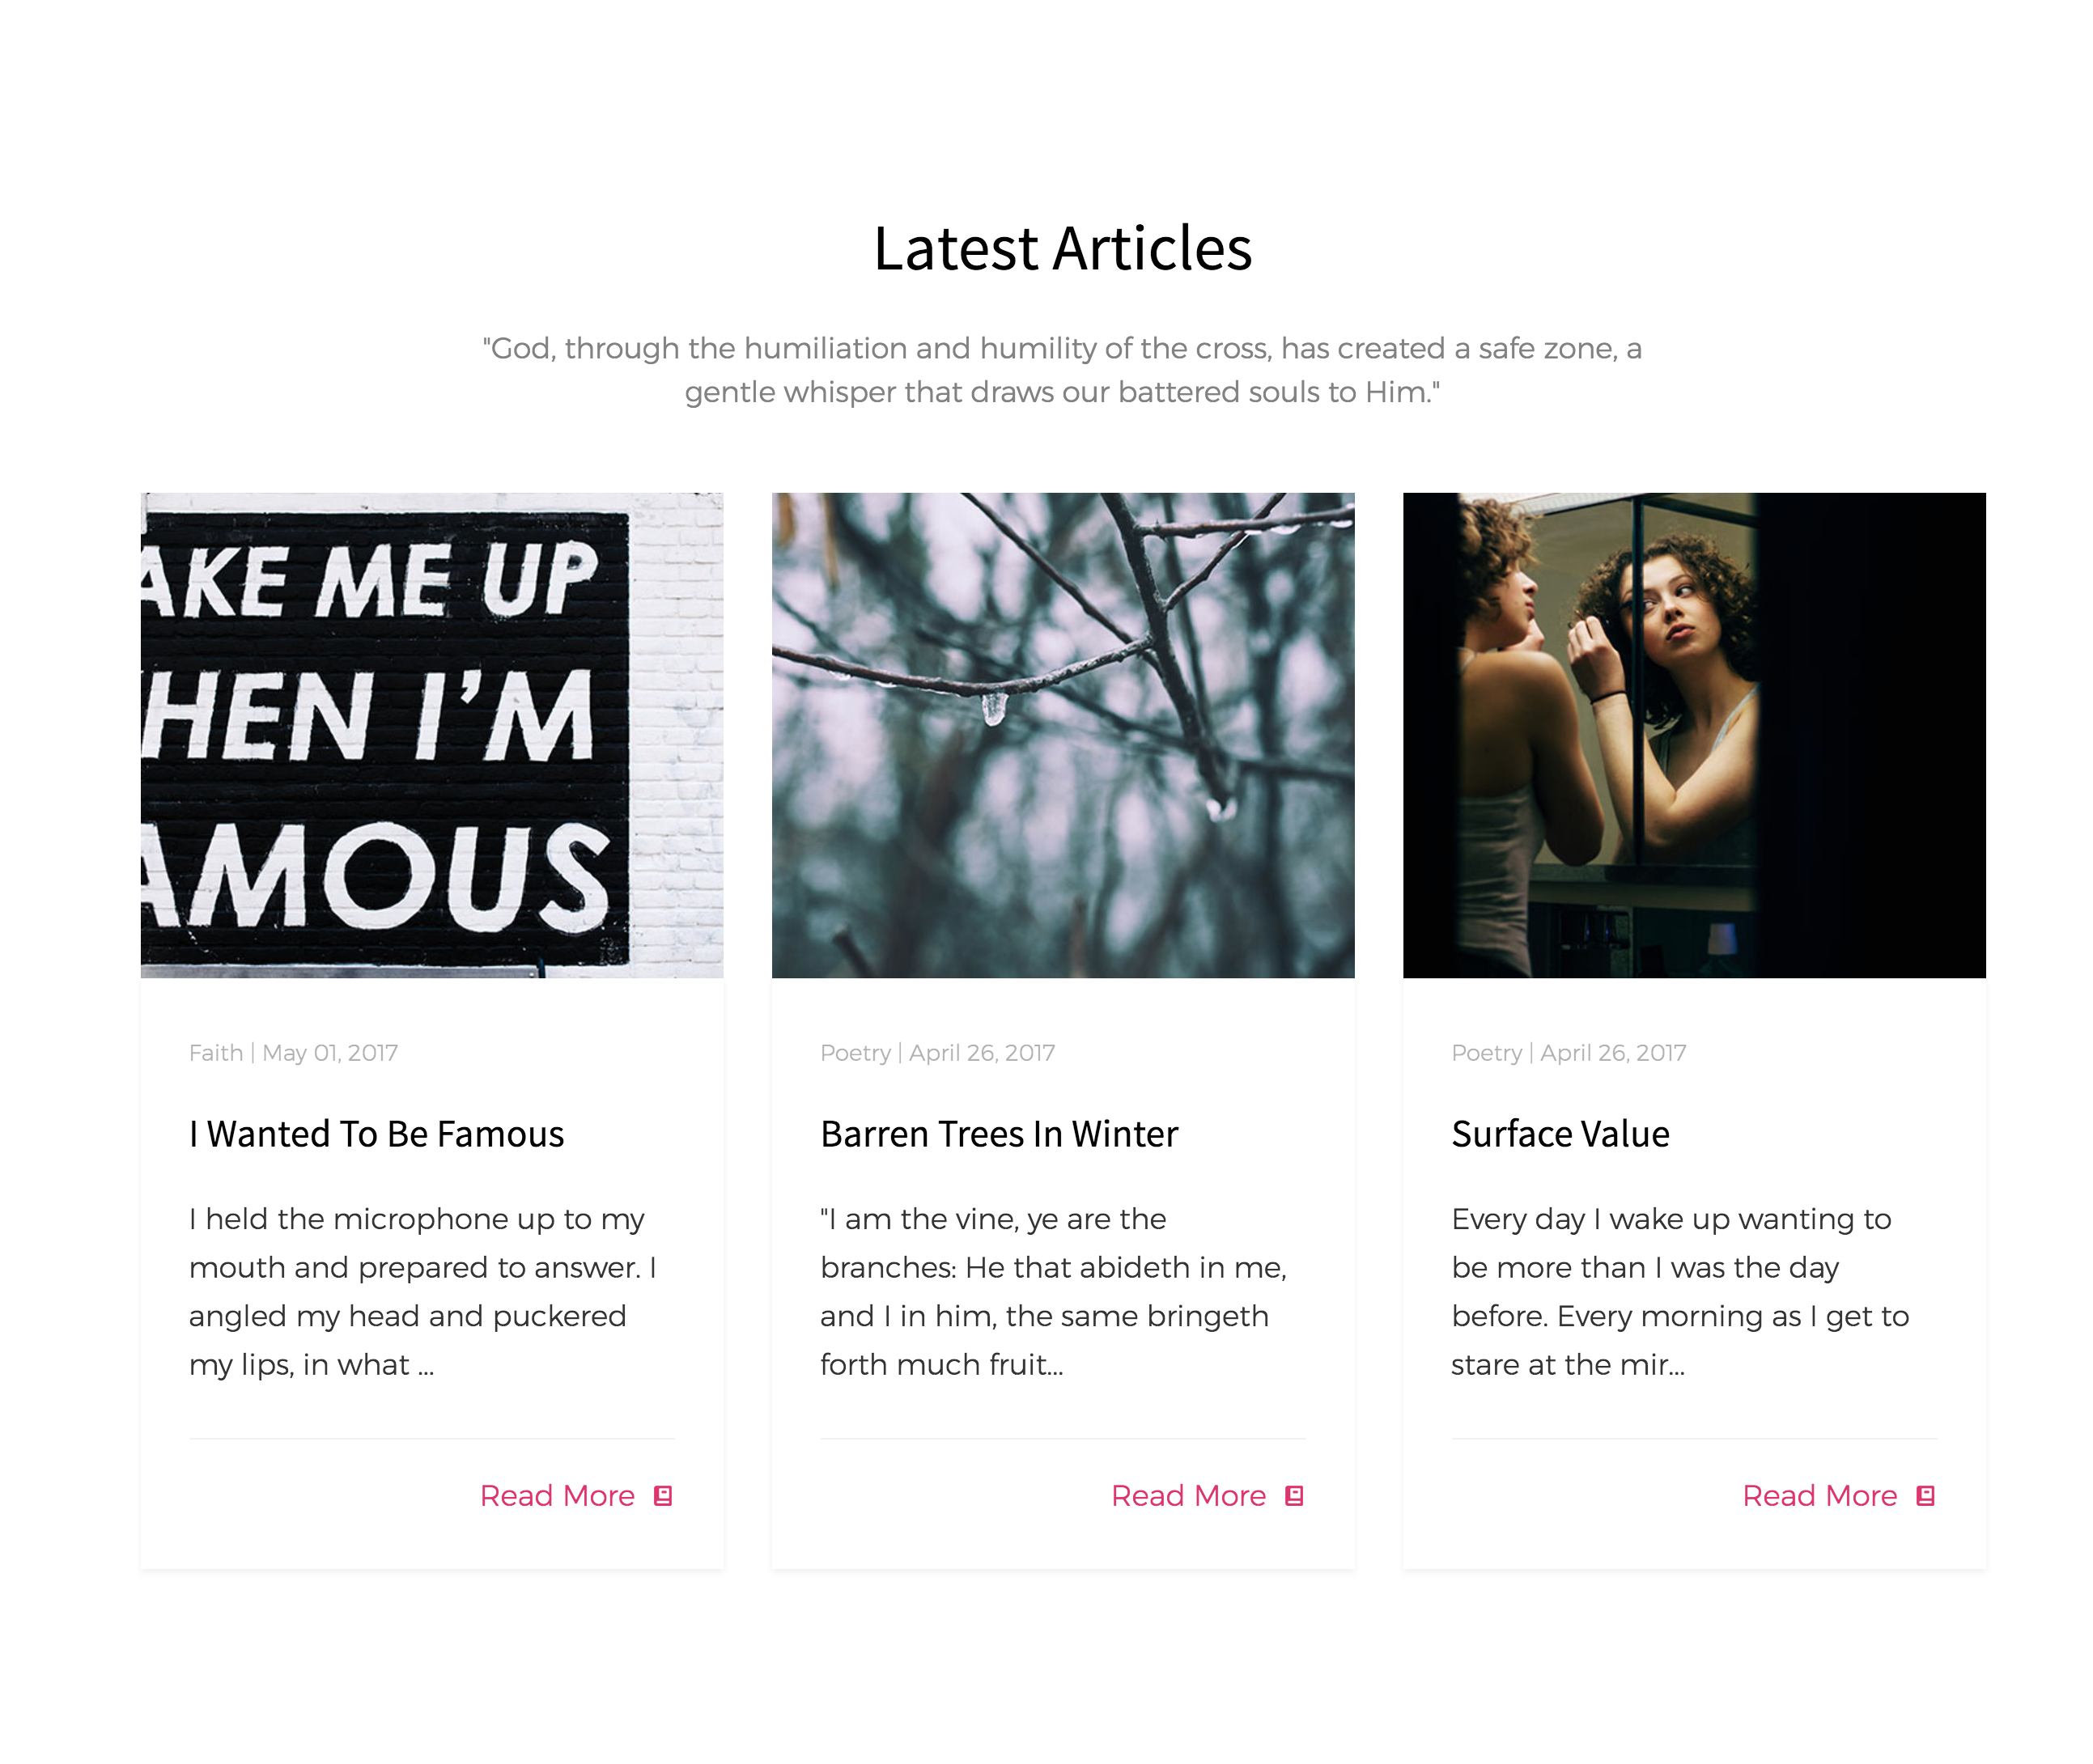 Latest Articles
"God, through the humiliation and humility of the cross, has created a safe zone, a
gentle whisper that draws our battered souls to Him."
AKE ME UP
HEN I'M
AMOUS
Faith | May 01, 2017
I Wanted To Be Famous
I held the microphone up to my
mouth and prepared to answer. I
angled my head and puckered
my lips, in what ...
Read More
Poetry | April 26, 2017
Barren Trees In Winter
"I am the vine, ye are the
branches: He that abideth in me,
and I in him, the same bringeth
forth much fruit...
Read More
Poetry | April 26, 2017
Surface Value
Every day I wake up wanting to
be more than I was the day
before. Every morning as I get to
stare at the mir...
Read More